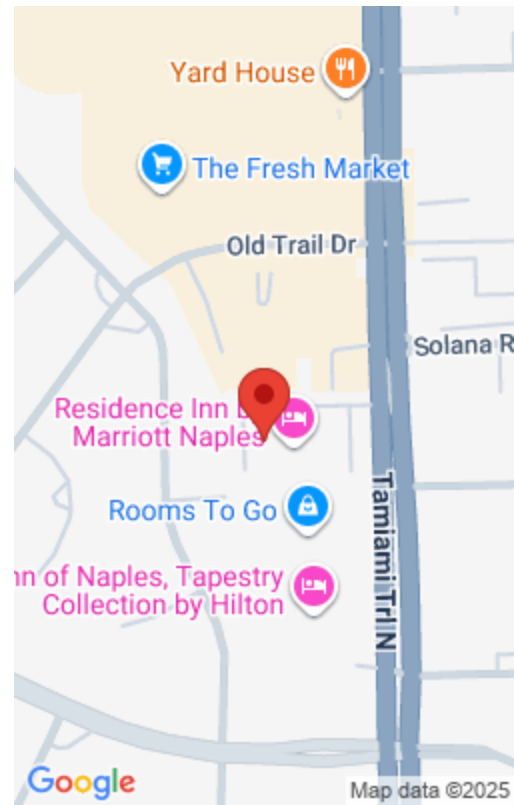 Yard House
The Fresh Market
Old Trail Dr
Solana R
Residence Inn b
Marriott Naples
Rooms To Go
Tamiami Trl N
nn of Naples, Tapestry
Collection by Hilton
Google
Map data ©2025